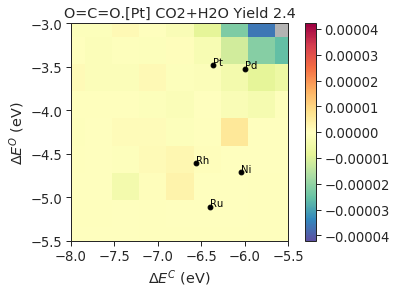 O=C=O.[Pt] CO2+H2O Yield 2.4
−3.0
−3.5
−4.0
−4.5
−5.0
−5.5
ΔE^O (eV)
Pt
Pd
Rh
Ni
Ru
−8.0 −7.5 −7.0 −6.5 −6.0 −5.5
ΔE^C (eV)
0.00004
0.00003
0.00002
0.00001
0.00000
−0.00001
−0.00002
−0.00003
−0.00004